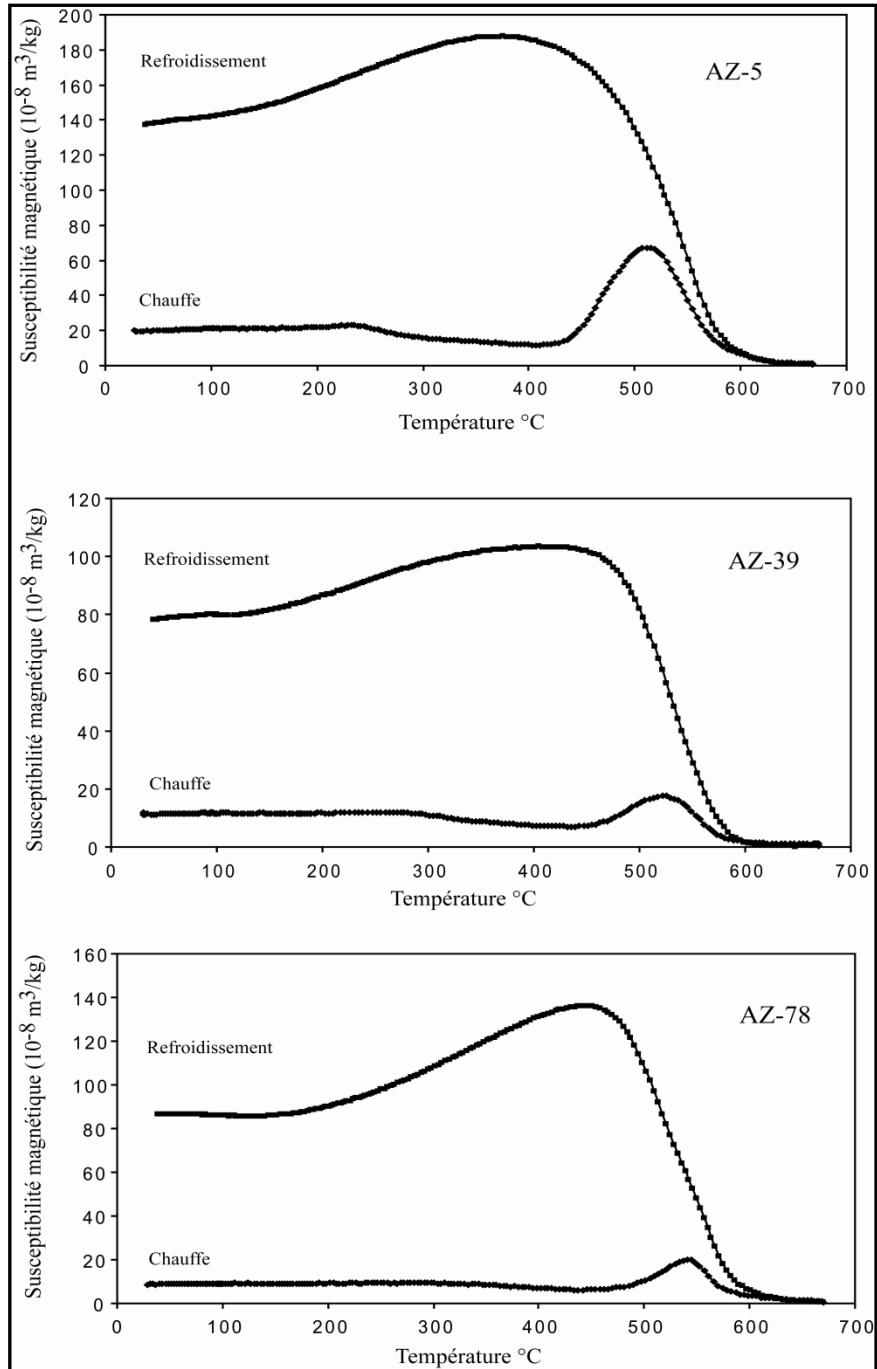 Susceptibilité magnétique (10⁻⁸ m³/kg)
200
180
160
140
120
100
80
60
40
20
0
Refroidissement
AZ-5
Chauffe
0 100 200 300 400 500 600 700
Température °C
Susceptibilité magnétique (10⁻⁸ m³/kg)
120
100
80
60
40
20
0
Refroidissement
AZ-39
Chauffe
0 100 200 300 400 500 600 700 800
Température °C
Susceptibilité magnétique (10⁻⁸ m³/kg)
160
140
120
100
80
60
40
20
0
Refroidissement
AZ-78
Chauffe
0 100 200 300 400 500 600 700
Température °C